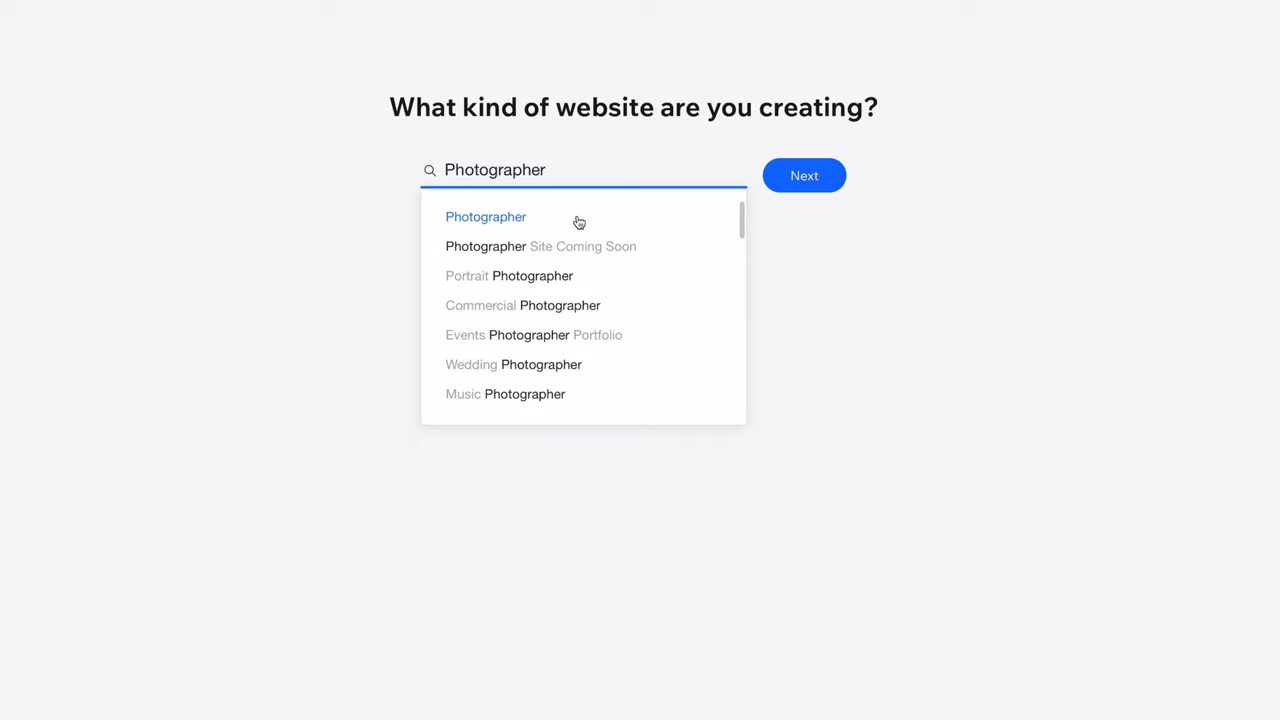 What kind of website are you creating?
Photographer
Next
Photographer
Photographer Site Coming Soon
Portrait Photographer
Commercial Photographer
Events Photographer Portfolio
Wedding Photographer
Music Photographer